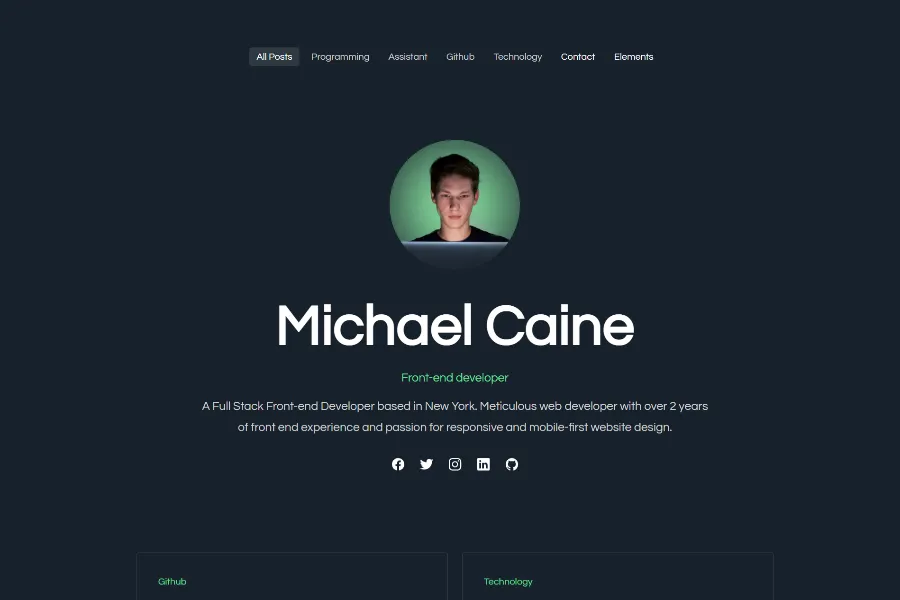 All Posts Programming Assistant Github Technology Contact Elements
Michael Caine
Front-end developer
A Full Stack Front-end Developer based in New York. Meticulous web developer with over 2 years
of front end experience and passion for responsive and mobile-first website design.
Github Technology